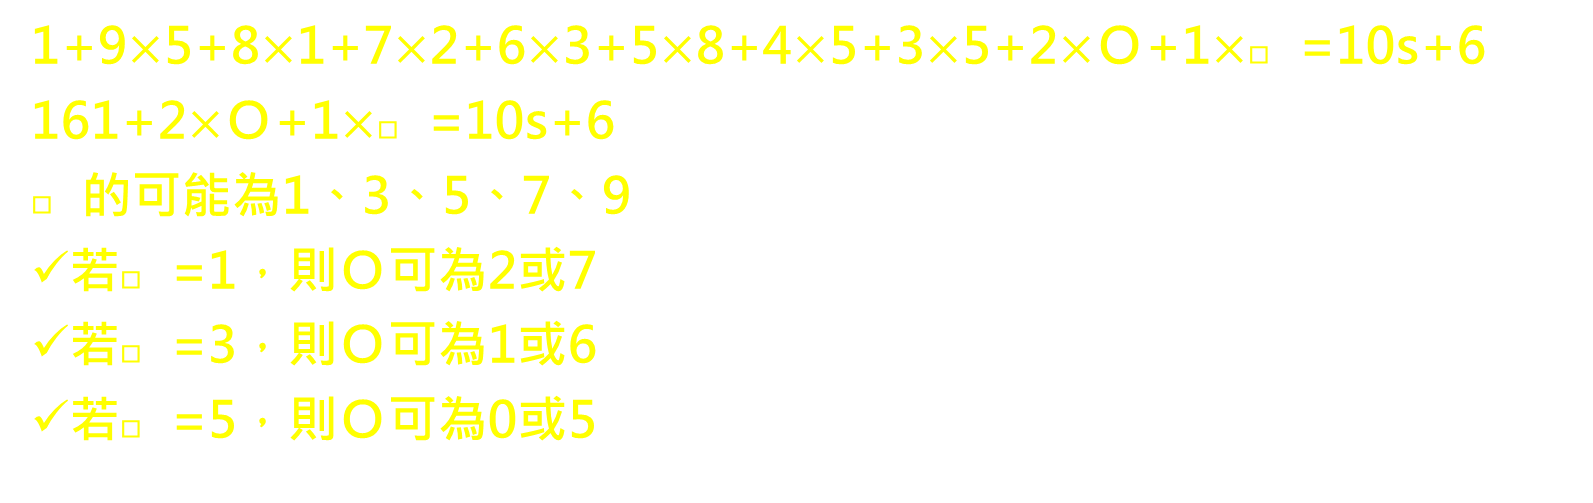 1+9×5+8×1+7×2+6×3+5×8+4×5+3×5+2×○+1×□ =10s+6
161+2×○+1×□ =10s+6
□ 的可能為1、3、5、7、9
✓若□ =1，則○可為2或7
✓若□ =3，則○可為1或6
✓若□ =5，則○可為0或5